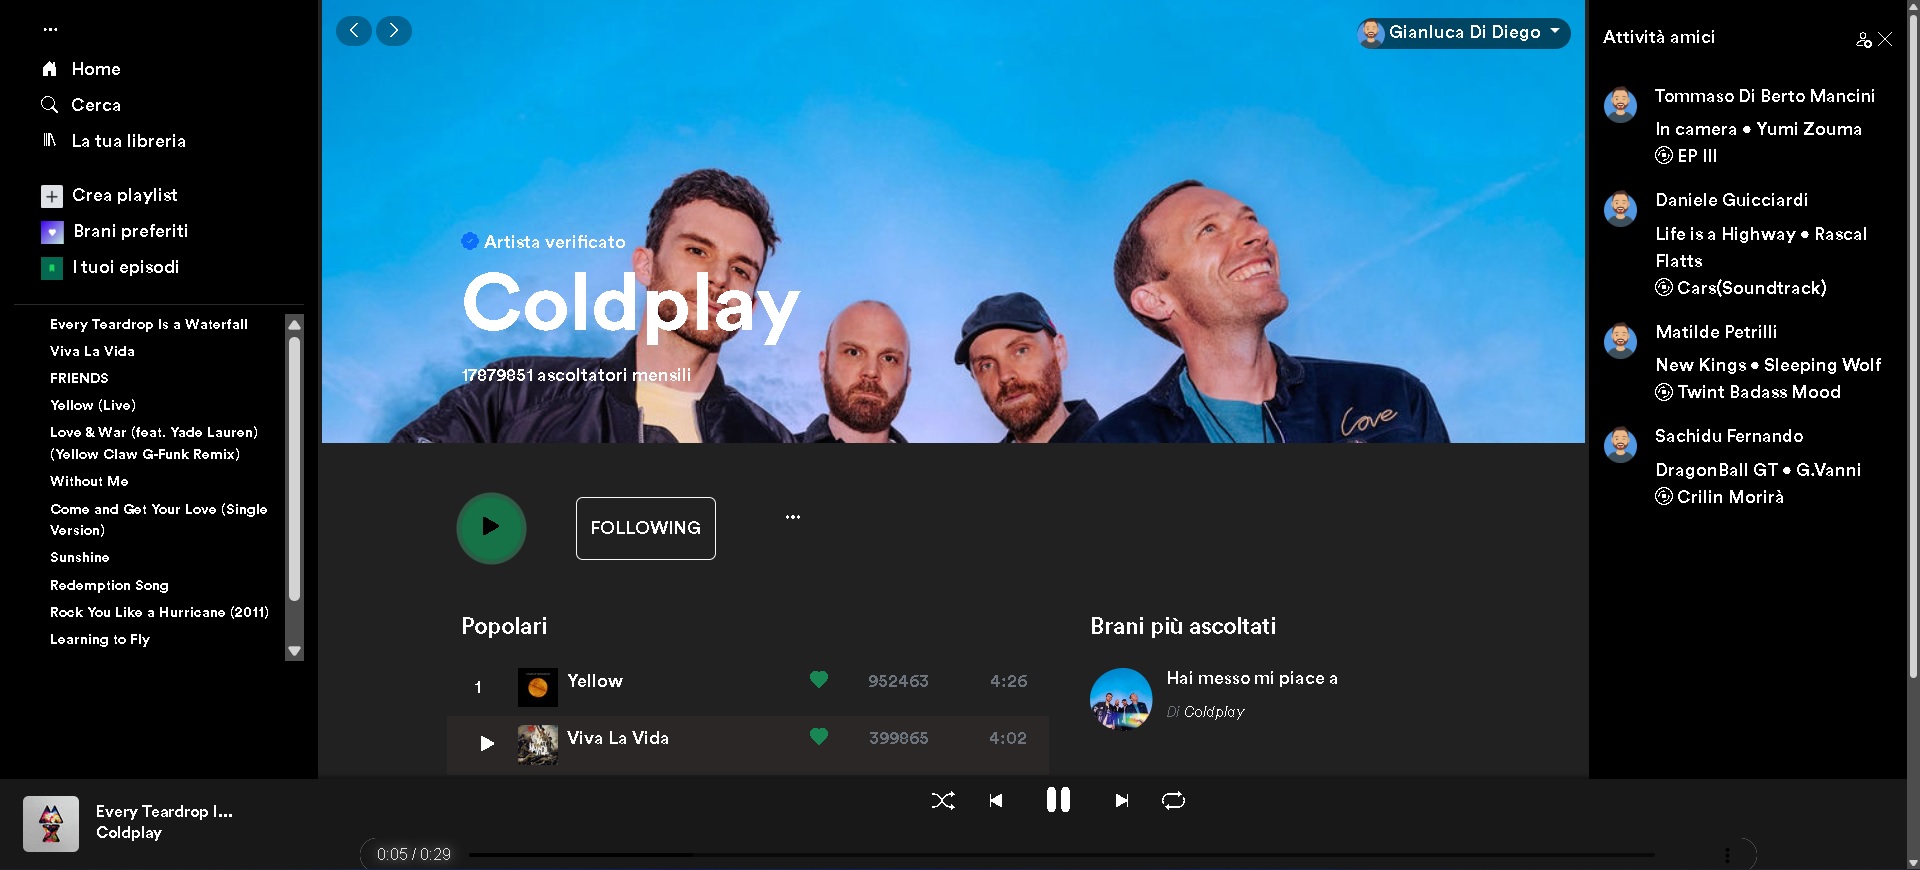 Home
Cerca
La tua libreria
Crea playlist
Brani preferiti
I tuoi episodi
Every Teardrop Is a Waterfall
Viva La Vida
FRIENDS
Yellow (Live)
Love & War (feat. Yade Lauren)
(Yellow Claw G-Funk Remix)
Without Me
Come and Get Your Love (Single
Version)
Sunshine
Redemption Song
Rock You Like a Hurricane (2011)
Learning to Fly
Gianluca Di Diego
Artista verificato
Coldplay
17879851 ascoltatori mensili
Love
FOLLOWING
Popolari
1 Yellow 952463 4:26
Viva La Vida 399865 4:02
Brani più ascoltati
Hai messo mi piace a
Di Coldplay
Attività amici
Tommaso Di Berto Mancini
In camera • Yumi Zouma
EP III
Daniele Guicciardi
Life is a Highway • Rascal
Flatts
Cars(Soundtrack)
Matilde Petrilli
New Kings • Sleeping Wolf
Twint Badass Mood
Sachidu Fernando
DragonBall GT • G.Vanni
Crilin Morirà
Every Teardrop I...
Coldplay
0:05 / 0:29